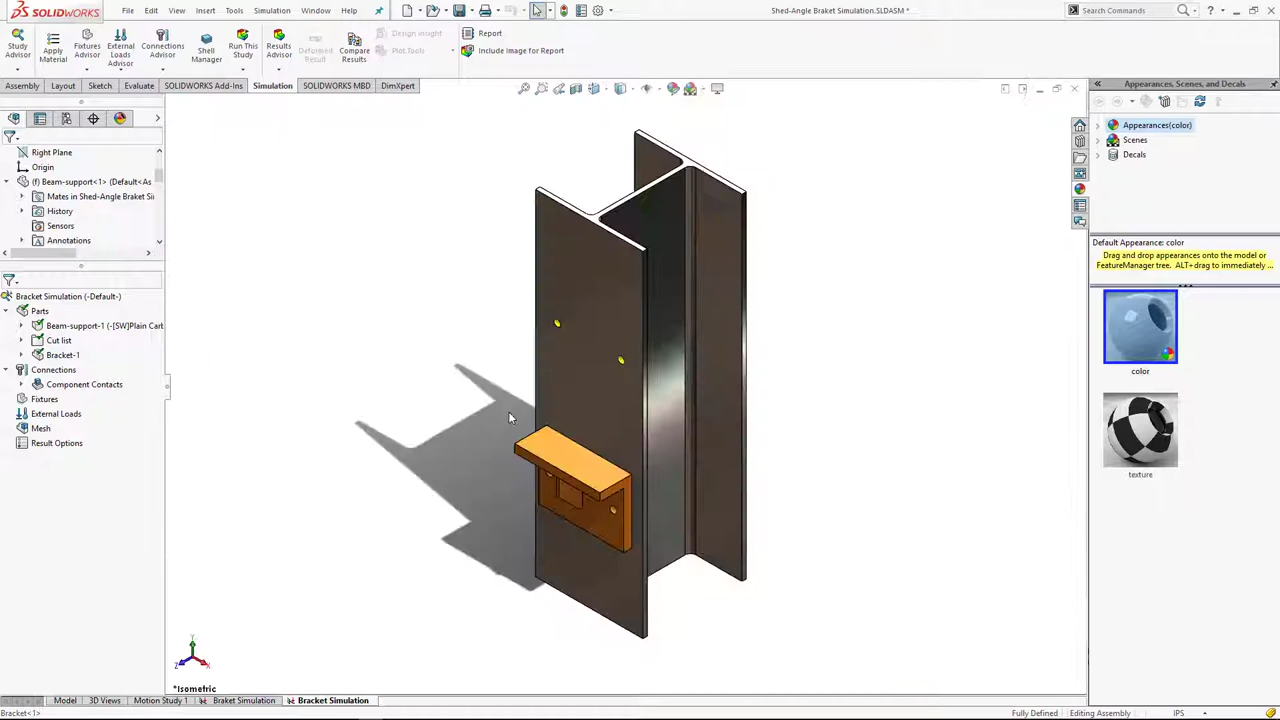 SOLIDWORKS
File
Edit
View
Insert
Tools
Simulation
Window
Help
Shed-Angle Braket Simulation.SLDASM *
Search Commands
Study Advisor
Apply Material
Fixtures Advisor
External Loads Advisor
Connections Advisor
Shell Manager
Run This Study
Results Advisor
Deformed Result
Compare Results
Design Insight
Plot Tools
Report
Include Image for Report
Assembly
Layout
Sketch
Evaluate
SOLIDWORKS Add-Ins
Simulation
SOLIDWORKS MBD
DimXpert
Appearances, Scenes, and Decals
Right Plane
Origin
(f) Beam-support<1> (Default<As
Mates in Shed-Angle Braket Si
History
Sensors
Annotations
Appearances(color)
Scenes
Decals
Default Appearance: color
Drag and drop appearances onto the model or
FeatureManager tree. ALT+drag to immediately ...
color
texture
Bracket Simulation (-Default-)
Parts
Beam-support-1 (-[SW]Plain Carb
Cut list
Bracket-1
Connections
Component Contacts
Fixtures
External Loads
Mesh
Result Options
Y
Z
X
*Isometric
Model
3D Views
Motion Study 1
Braket Simulation
Bracket Simulation
Bracket<1>
Fully Defined
Editing Assembly
IPS